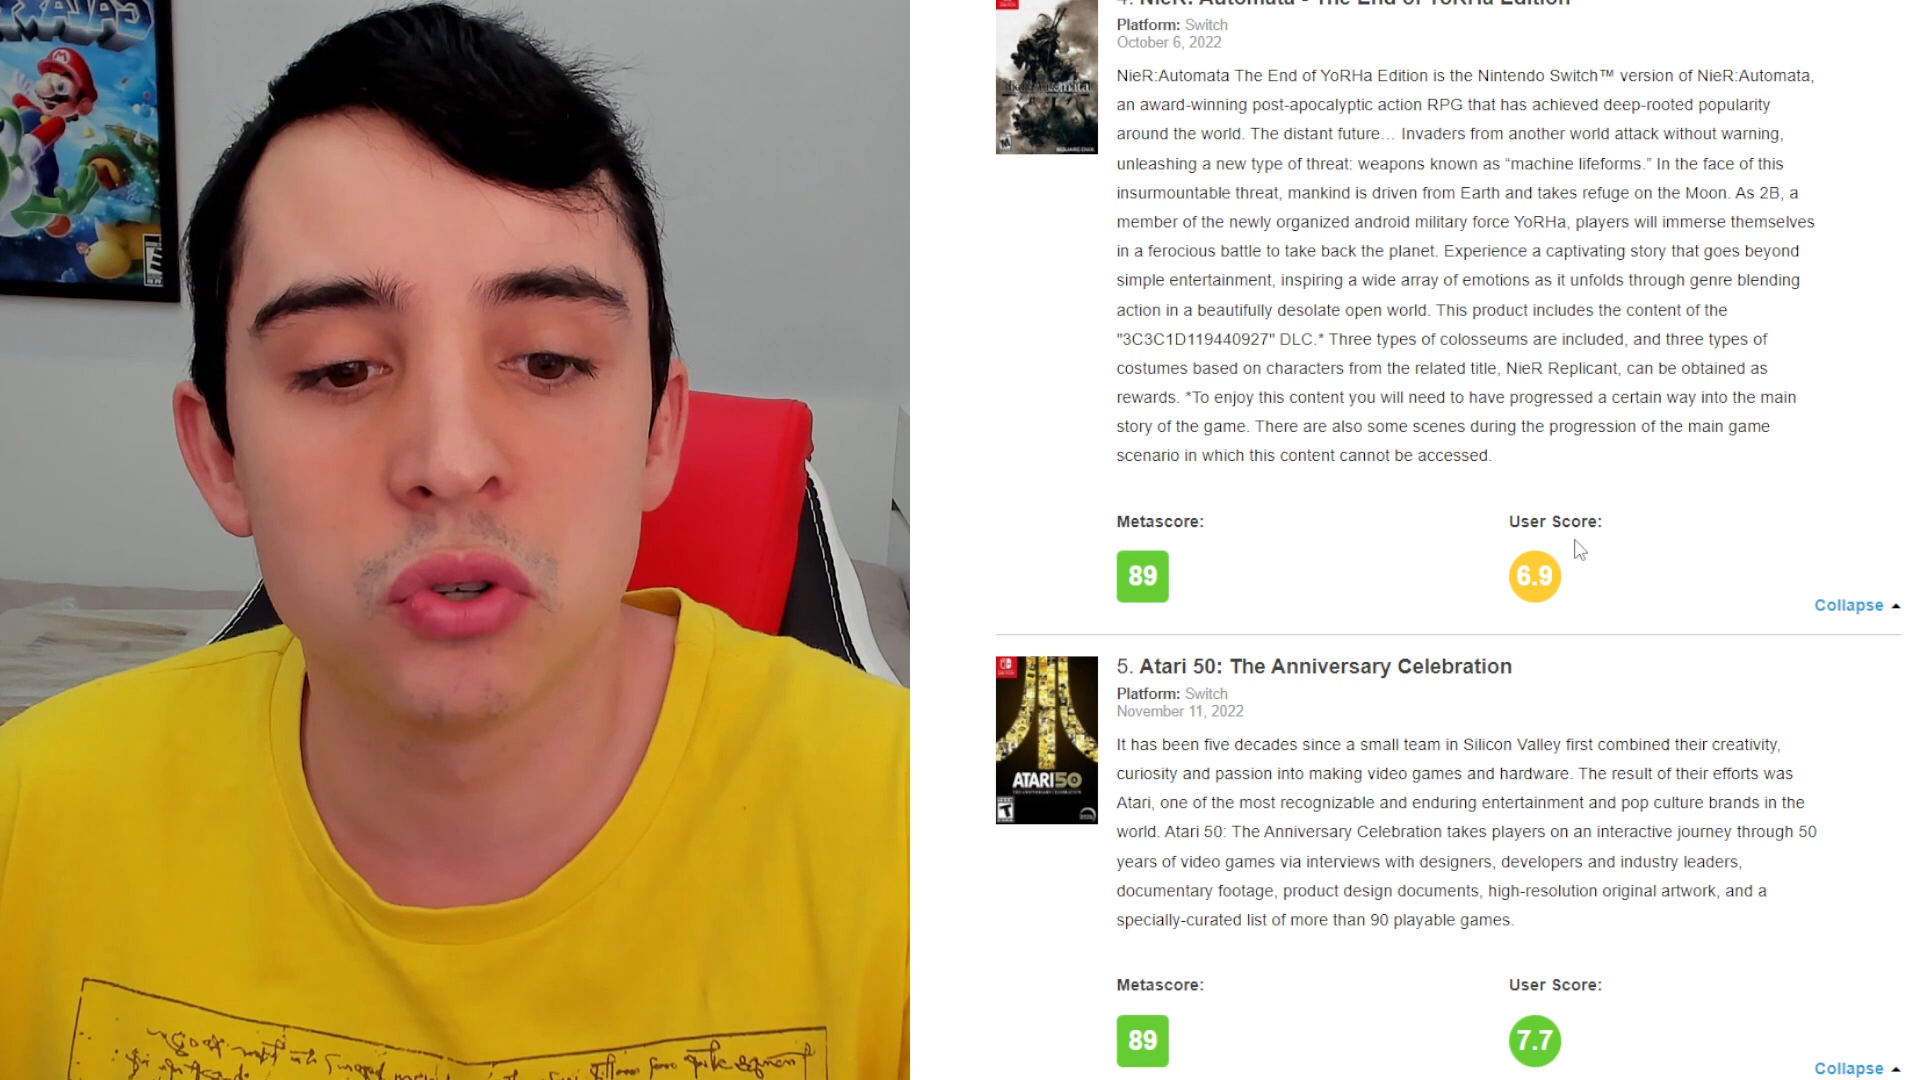 GALAXY
4. NieR: Automata - The End of YoRHa Edition
Platform: Switch
October 6, 2022
NieR:Automata The End of YoRHa Edition is the Nintendo Switch™ version of NieR:Automata,
an award-winning post-apocalyptic action RPG that has achieved deep-rooted popularity
around the world. The distant future… Invaders from another world attack without warning,
unleashing a new type of threat: weapons known as “machine lifeforms.” In the face of this
insurmountable threat, mankind is driven from Earth and takes refuge on the Moon. As 2B, a
member of the newly organized android military force YoRHa, players will immerse themselves
in a ferocious battle to take back the planet. Experience a captivating story that goes beyond
simple entertainment, inspiring a wide array of emotions as it unfolds through genre blending
action in a beautifully desolate open world. This product includes the content of the
"3C3C1D119440927" DLC.* Three types of colosseums are included, and three types of
costumes based on characters from the related title, NieR Replicant, can be obtained as
rewards. *To enjoy this content you will need to have progressed a certain way into the main
story of the game. There are also some scenes during the progression of the main game
scenario in which this content cannot be accessed.
Metascore:
User Score:
89
6.9
Collapse
5. Atari 50: The Anniversary Celebration
Platform: Switch
November 11, 2022
It has been five decades since a small team in Silicon Valley first combined their creativity,
curiosity and passion into making video games and hardware. The result of their efforts was
Atari, one of the most recognizable and enduring entertainment and pop culture brands in the
world. Atari 50: The Anniversary Celebration takes players on an interactive journey through 50
years of video games via interviews with designers, developers and industry leaders,
documentary footage, product design documents, high-resolution original artwork, and a
specially-curated list of more than 90 playable games.
ATARI 50
Metascore:
User Score:
89
7.7
Collapse